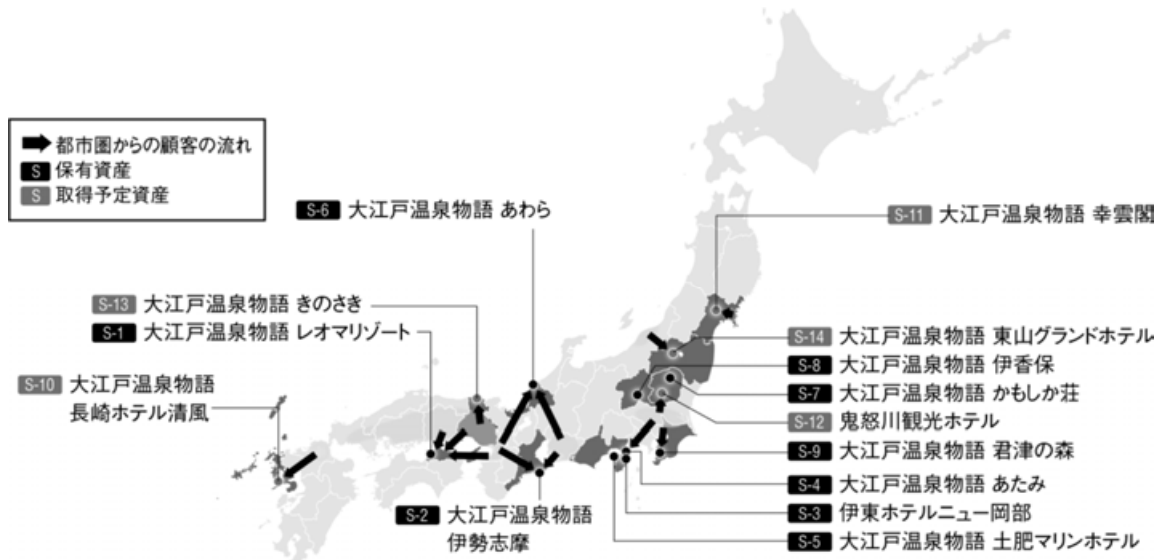 都市圏からの顧客の流れ
S 保有資産
S 取得予定資産
S-6 大江戸温泉物語 あわら
S-11 大江戸温泉物語 幸雲閣
S-13 大江戸温泉物語 きのさき
S-1 大江戸温泉物語 レオマリゾート
S-10 大江戸温泉物語
長崎ホテル清風
S-14 大江戸温泉物語 東山グランドホテル
S-8 大江戸温泉物語 伊香保
S-7 大江戸温泉物語 かもしか荘
S-12 鬼怒川観光ホテル
S-9 大江戸温泉物語 君津の森
S-4 大江戸温泉物語 あたみ
S-3 伊東ホテルニュー岡部
S-5 大江戸温泉物語 土肥マリンホテル
S-2 大江戸温泉物語
伊勢志摩